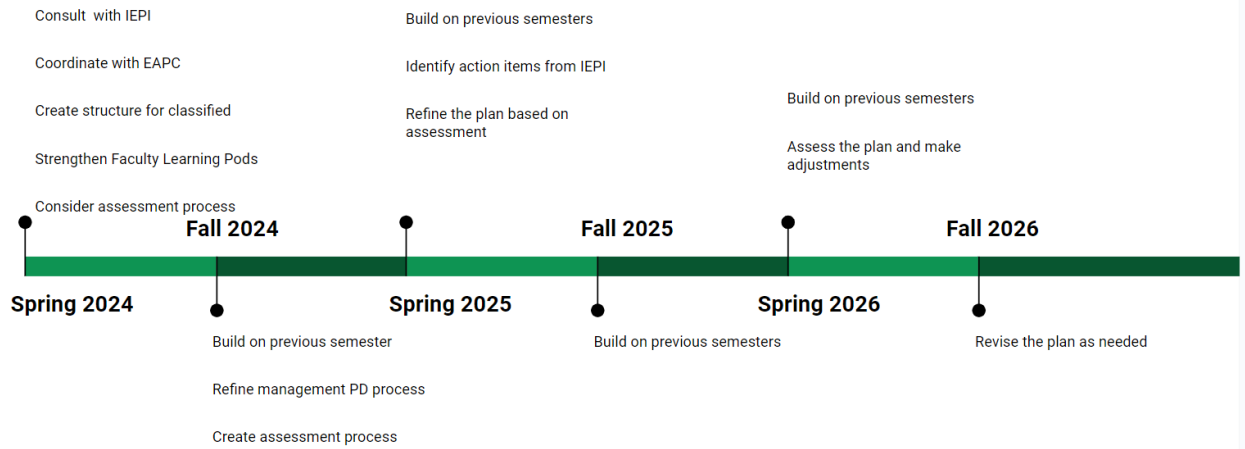 Consult  with IEPI
Coordinate with EAPC
Create structure for classified
Strengthen Faculty Learning Pods
Consider assessment process
Build on previous semesters
Identify action items from IEPI
Refine the plan based on
assessment
Build on previous semesters
Assess the plan and make
adjustments
Fall 2024
Fall 2025
Fall 2026
Spring 2024
Spring 2025
Spring 2026
Build on previous semester
Refine management PD process
Create assessment process
Build on previous semesters
Revise the plan as needed